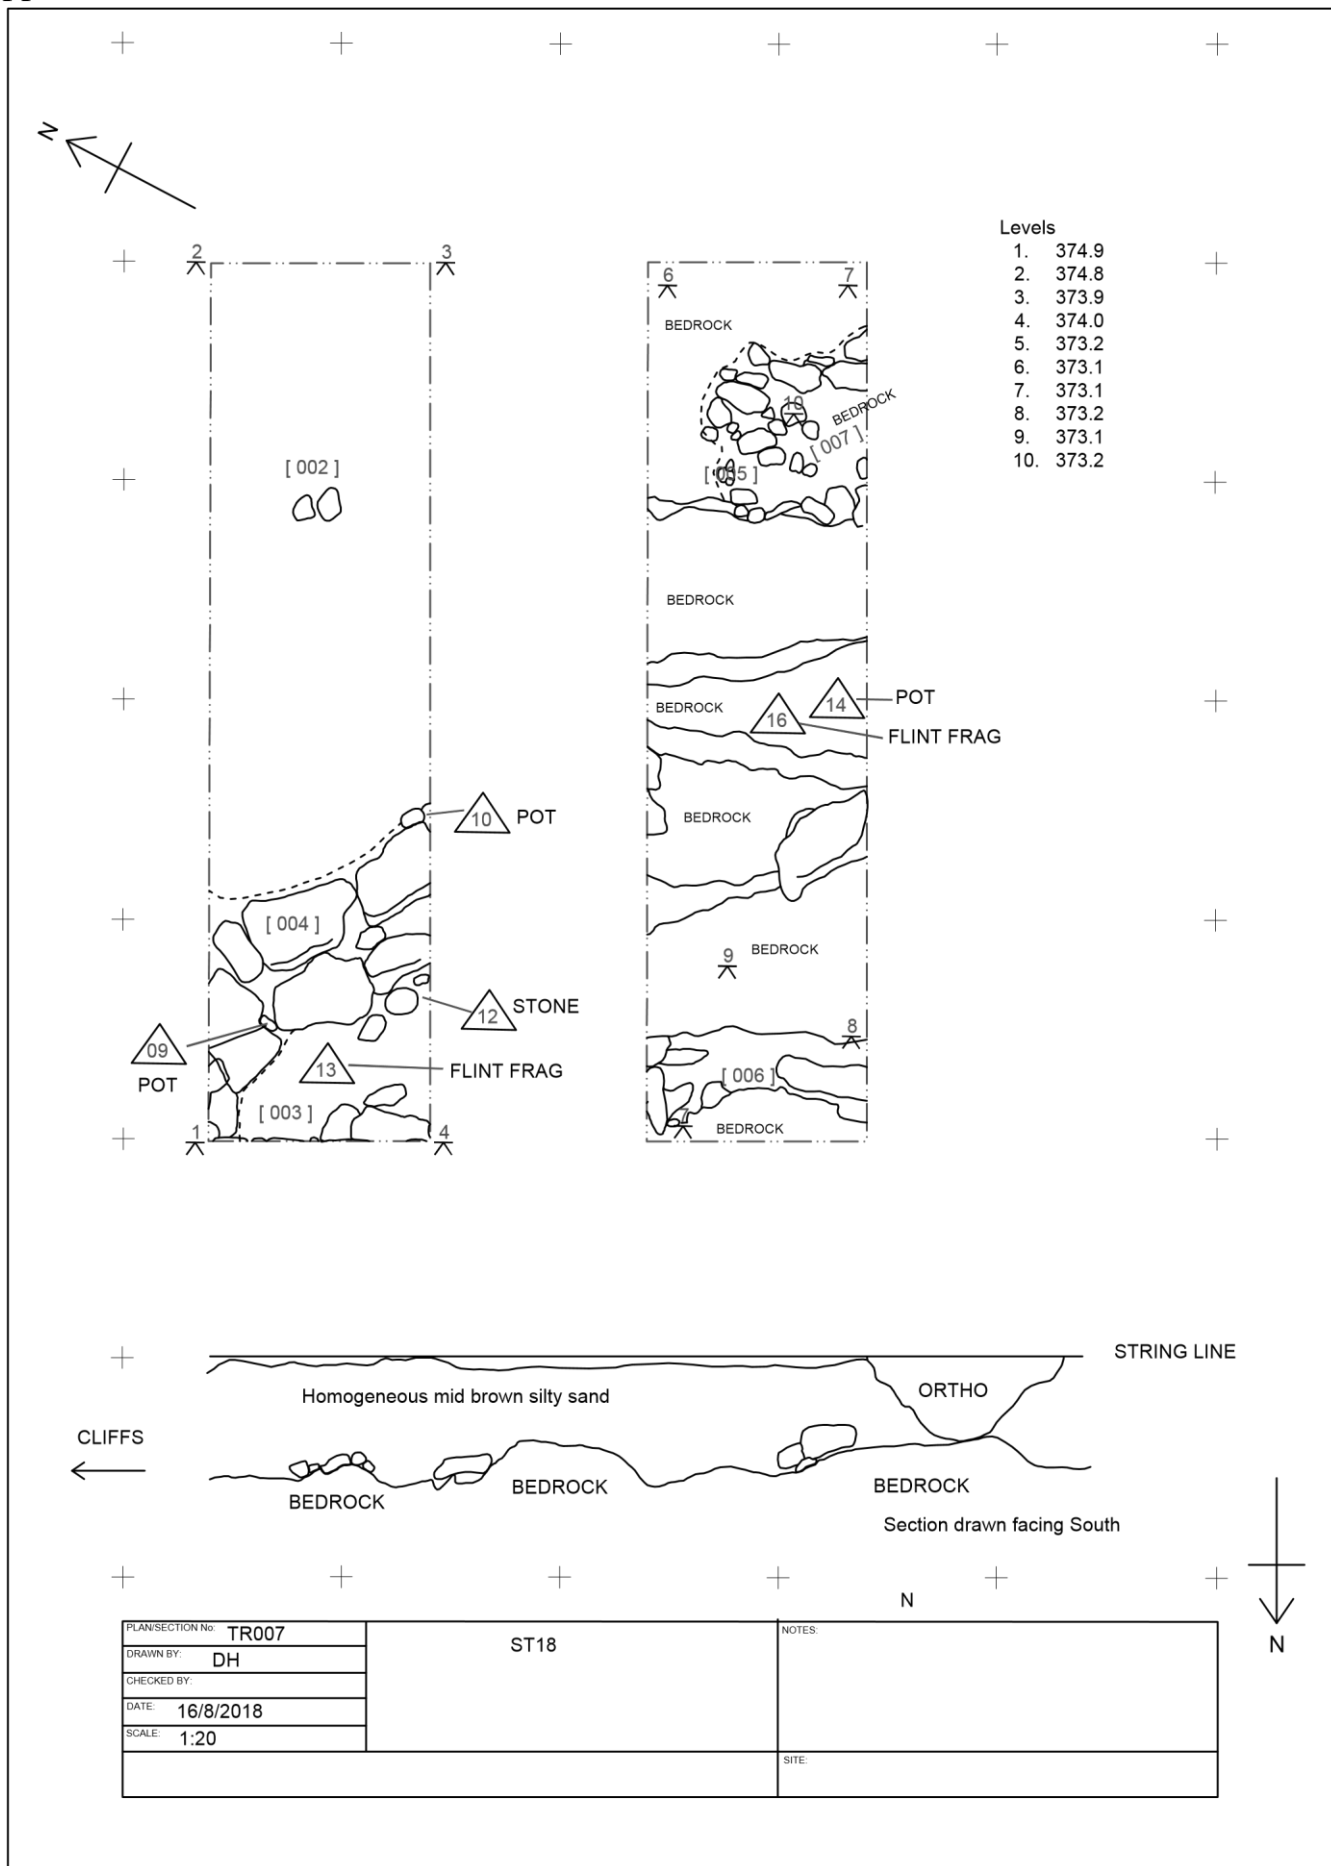 N
2
3
6
7
Levels
1. 374.9
2. 374.8
3. 373.9
4. 374.0
5. 373.2
6. 373.1
7. 373.1
8. 373.2
9. 373.1
10. 373.2
BEDROCK
10
BEDROCK
[ 007 ]
[ 002 ]
[ 005 ]
BEDROCK
BEDROCK
14
POT
16
FLINT FRAG
10
POT
BEDROCK
[ 004 ]
BEDROCK
9
12
STONE
8
09
POT
13
FLINT FRAG
[ 006 ]
[ 003 ]
7
BEDROCK
1
4
STRING LINE
Homogeneous mid brown silty sand
ORTHO
CLIFFS
BEDROCK
BEDROCK
BEDROCK
Section drawn facing South
N
N
PLAN/SECTION No: TR007
DRAWN BY: DH
CHECKED BY:
DATE: 16/8/2018
SCALE: 1:20
ST18
NOTES:
SITE: